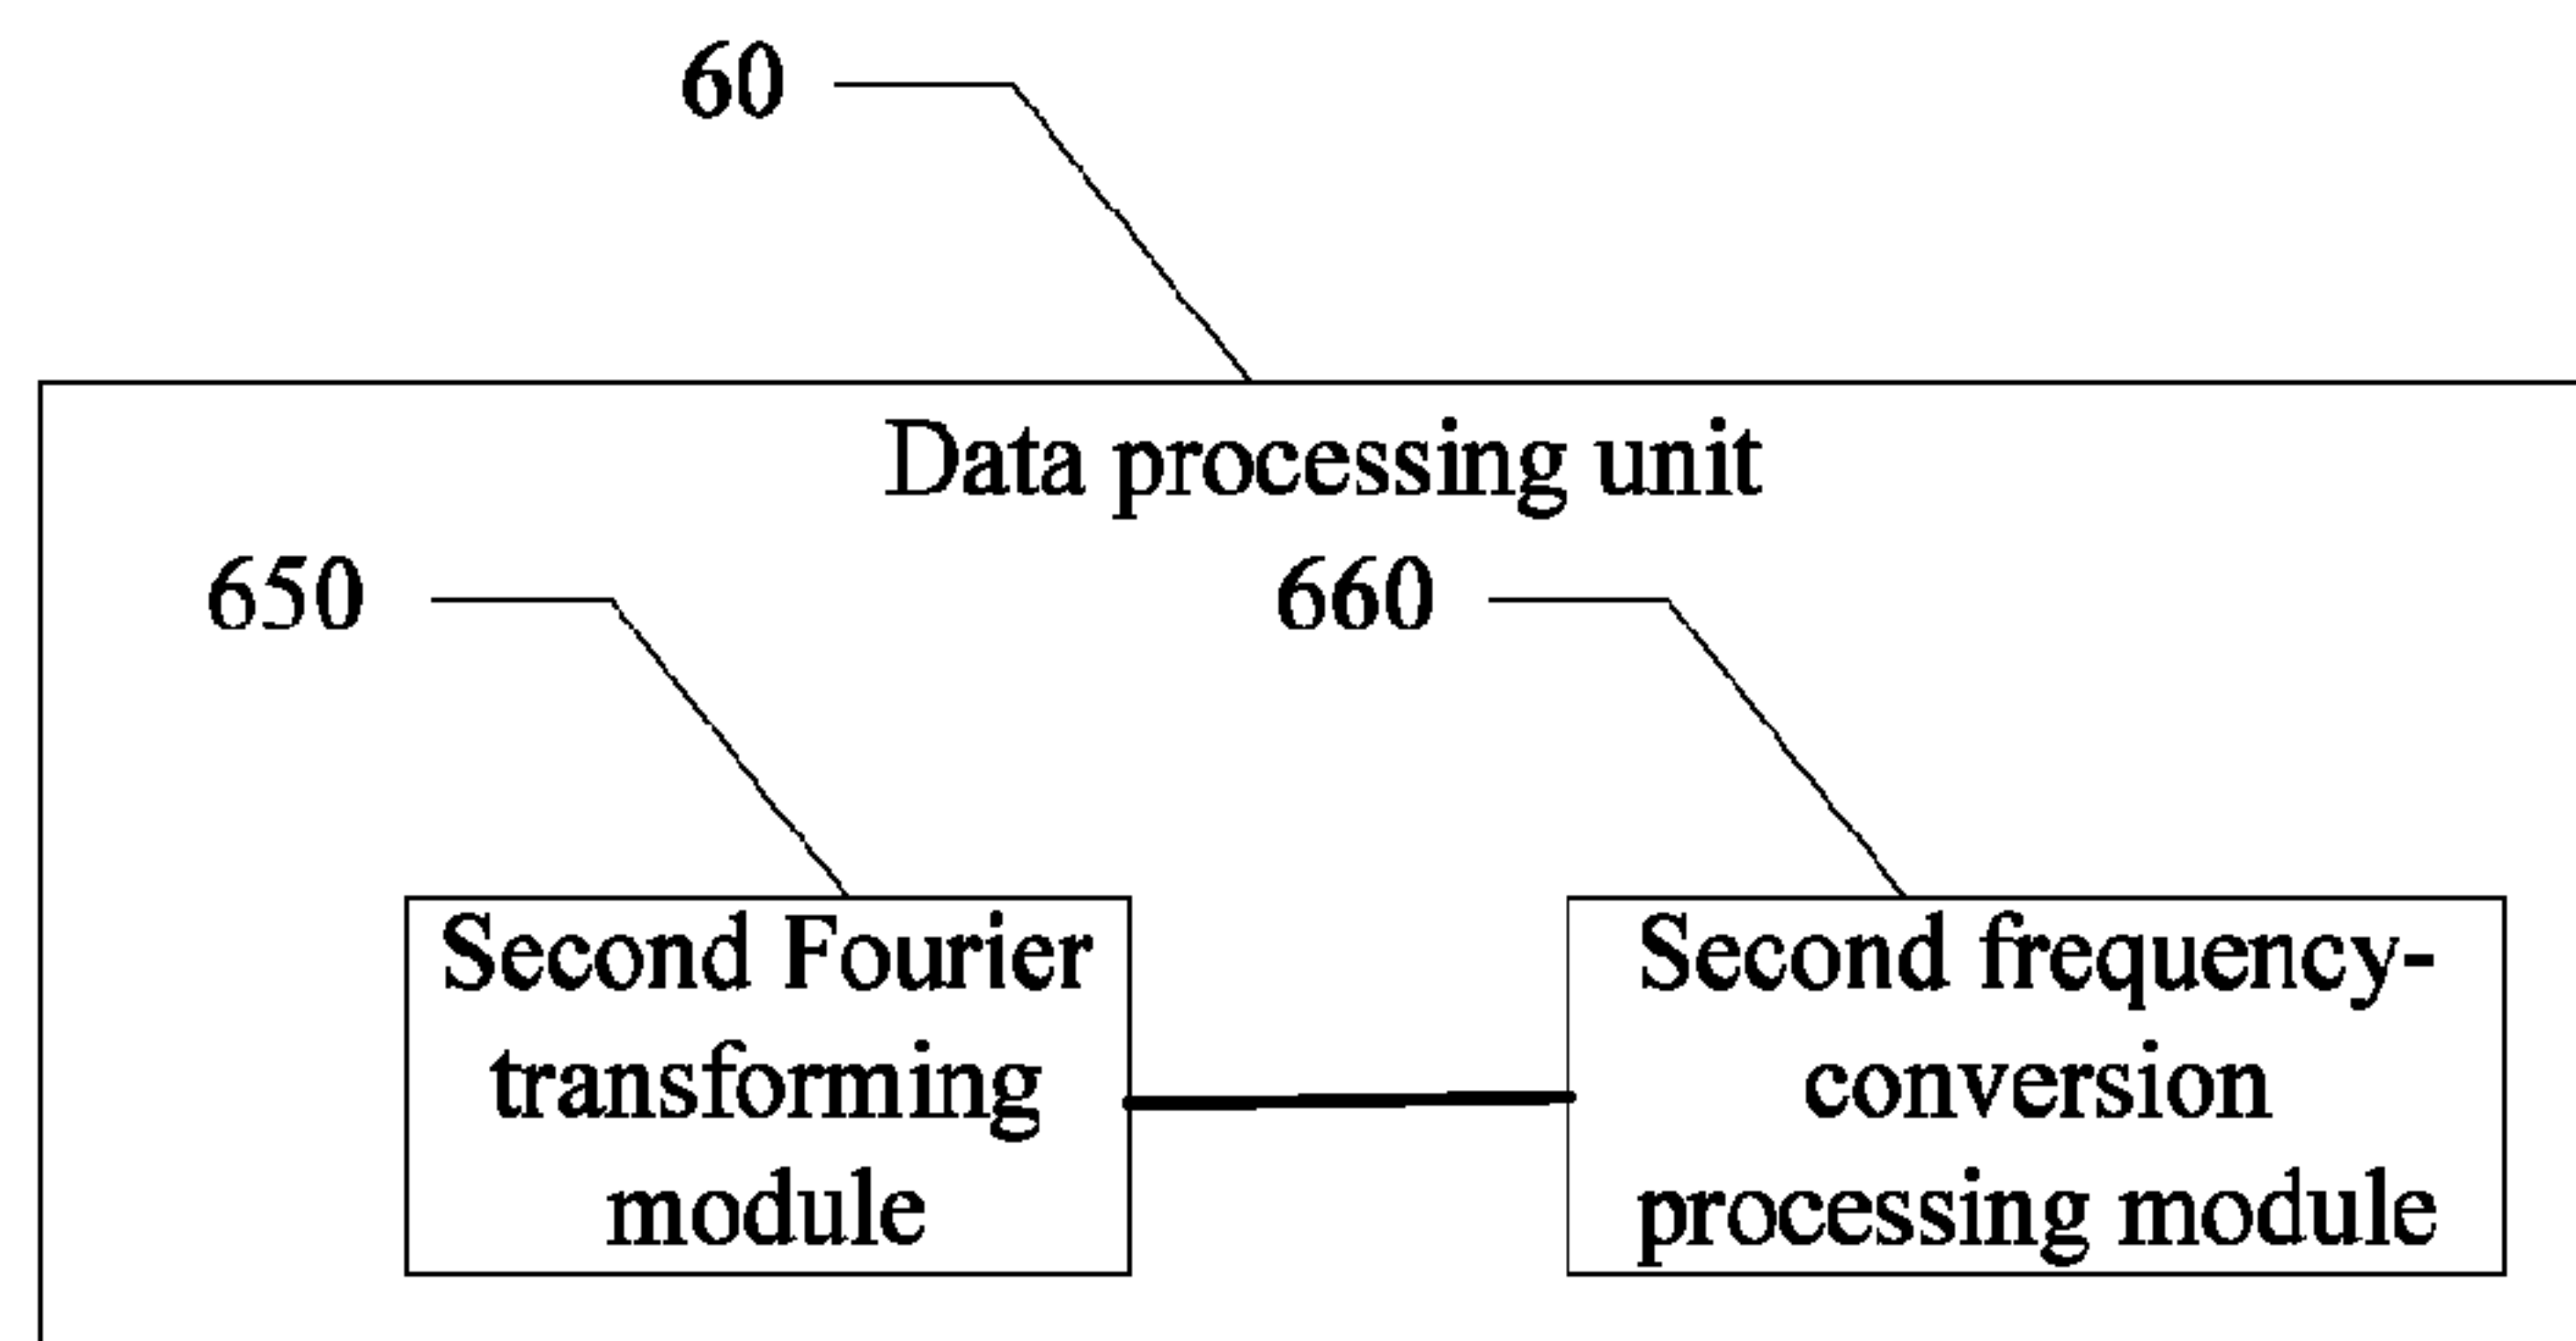 60
Data processing unit
650
660
Second Fourier
transforming
module
Second frequency-
conversion
processing module